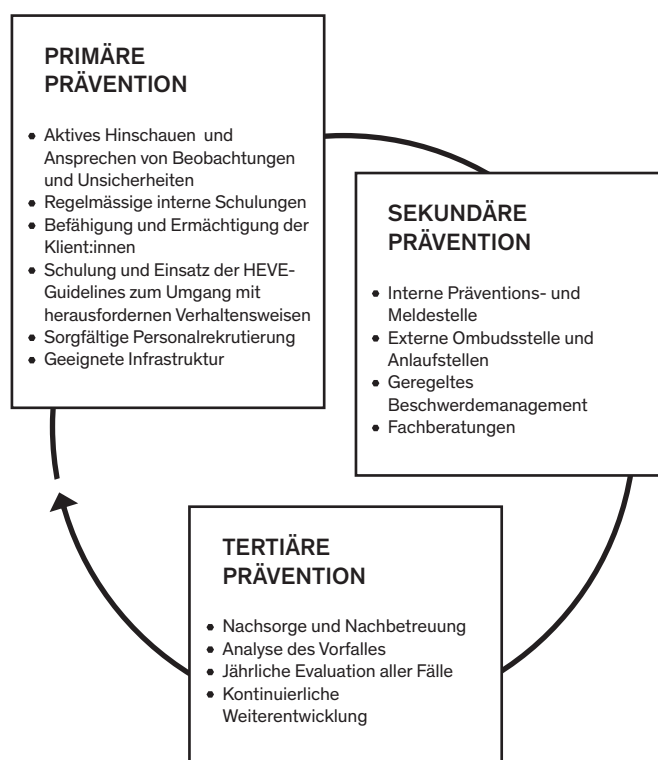 PRIMÄRE
PRÄVENTION
• Aktives Hinschauen und
Ansprechen von Beobachtungen
und Unsicherheiten
• Regelmässige interne Schulungen
• Befähigung und Ermächtigung der
Klient:innen
• Schulung und Einsatz der HEVE-
Guidelines zum Umgang mit
herausfordernen Verhaltensweisen
• Sorgfältige Personalrekrutierung
• Geeignete Infrastruktur
SEKUNDÄRE
PRÄVENTION
• Interne Präventions- und
Meldestelle
• Externe Ombudsstelle und
Anlaufstellen
• Geregeltes
Beschwerdemanagement
• Fachberatungen
TERTIÄRE
PRÄVENTION
• Nachsorge und Nachbetreuung
• Analyse des Vorfalles
• Jährliche Evaluation aller Fälle
• Kontinuierliche
Weiterentwicklung